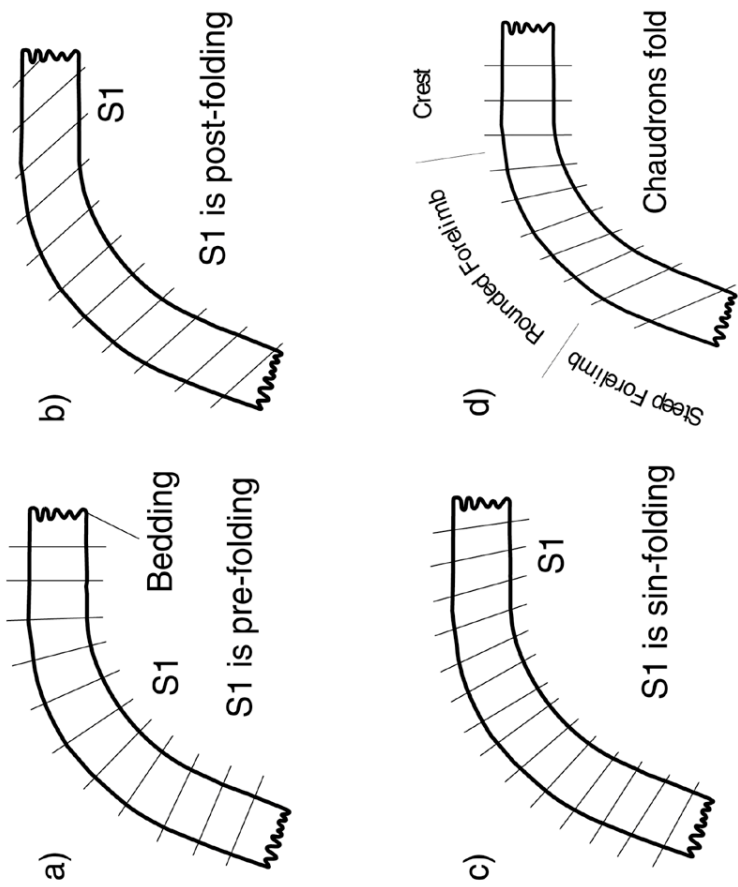 a)
S1
Bedding
S1 is pre-folding
b)
S1
S1 is post-folding
c)
S1
S1 is sin-folding
d)
Crest
Rounded Forelimb
Steep Forelimb
Chaudrons fold